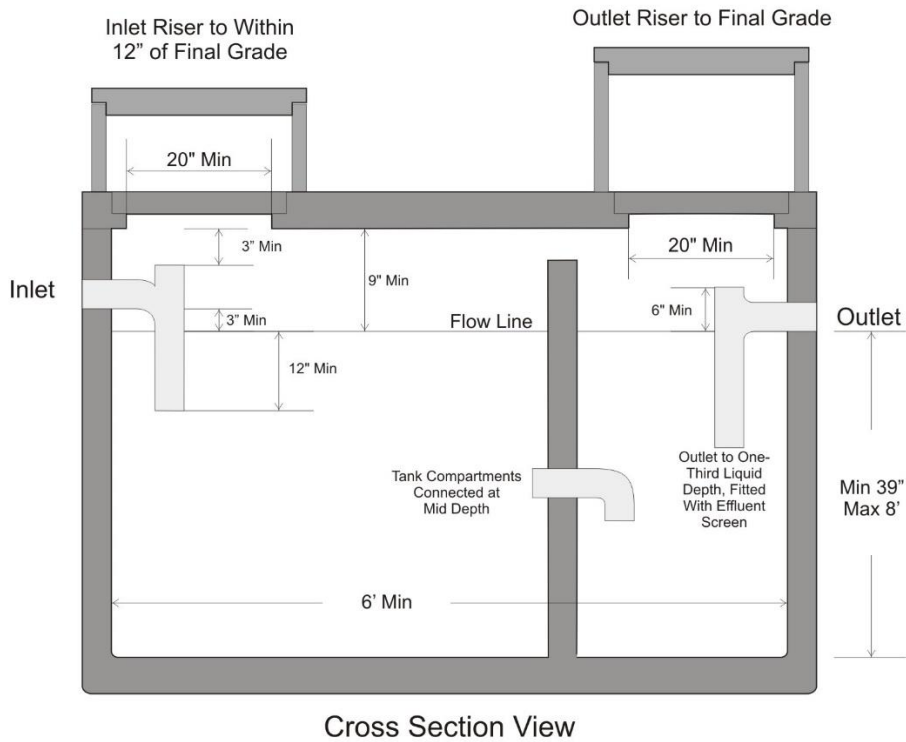 Inlet Riser to Within
12” of Final Grade
Outlet Riser to Final Grade
20" Min
3” Min
9" Min
20" Min
Inlet
3” Min
Flow Line
6" Min
Outlet
12" Min
Tank Compartments
Connected at
Mid Depth
Outlet to One-
Third Liquid
Depth, Fitted
With Effluent
Screen
Min 39”
Max 8’
6’ Min
Cross Section View